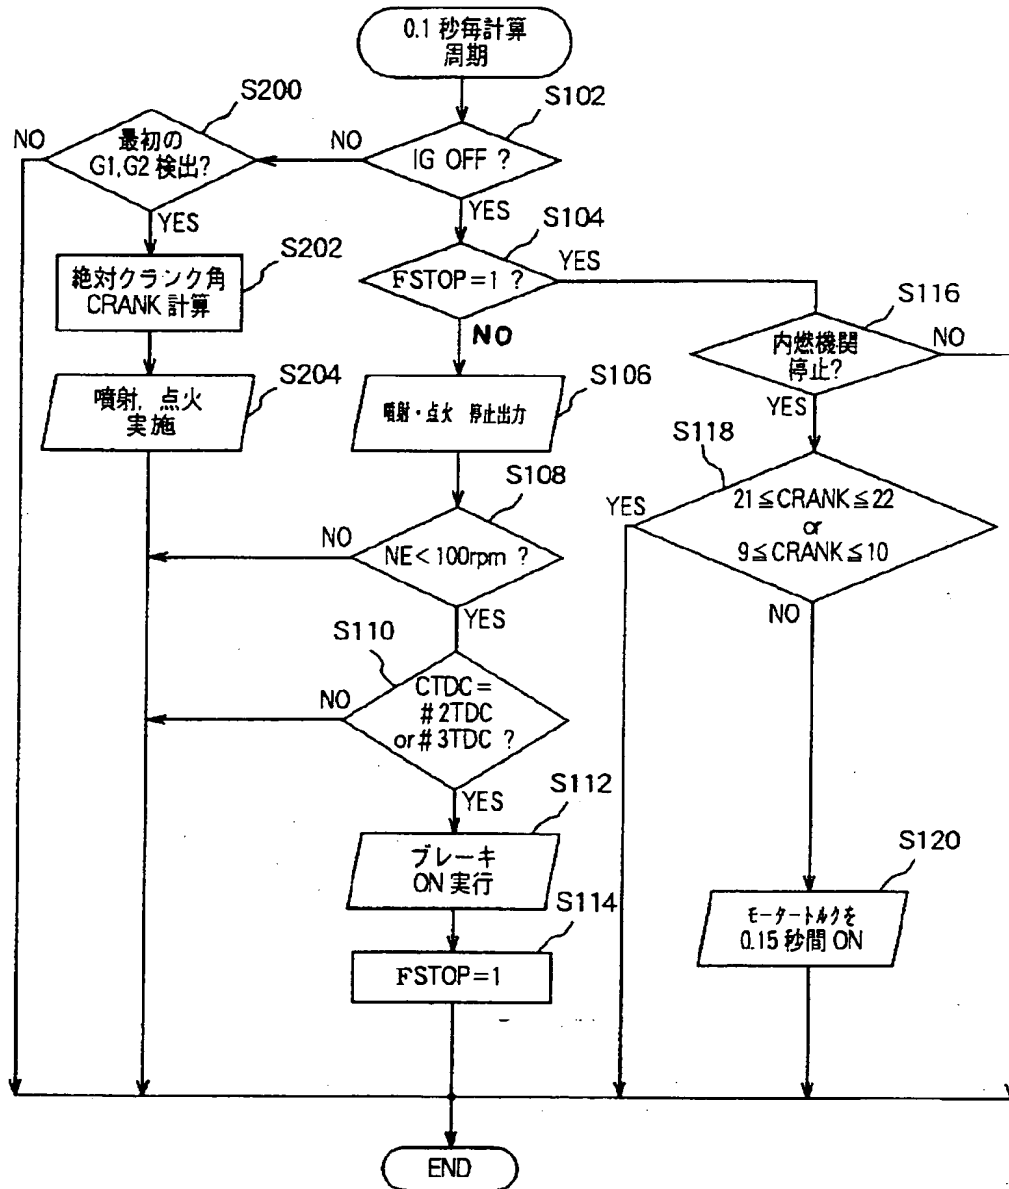 0.1 秒毎計算
周期
S102
IG OFF ?
NO
YES
S200
最初の
G1,G2 検出?
NO
YES
S202
絶対クランク角
CRANK 計算
S204
噴射, 点火
実施
S104
FSTOP=1 ?
YES
NO
S106
噴射・点火 停止出力
S108
NE<100rpm ?
NO
YES
S110
CTDC=
#2TDC
or#3TDC ?
NO
YES
S112
ブレーキ
ON 実行
S114
FSTOP=1
S116
内燃機関
停止?
NO
YES
S118
21≦CRANK≦22
or
9≦CRANK≦10
YES
NO
S120
モータートルクを
0.15 秒間 ON
END